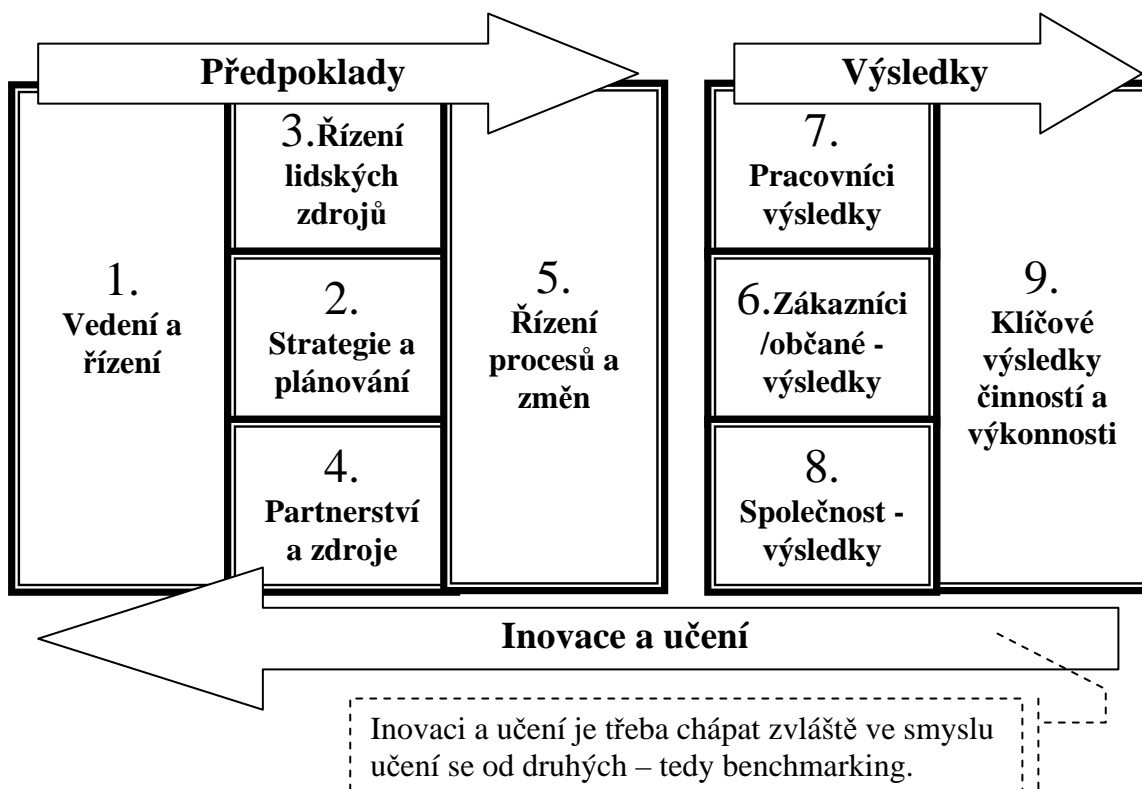 Předpoklady
Výsledky
1.
Vedení a
řízení
3.Řízení
lidských
zdrojů
2.
Strategie a
plánování
4.
Partnerství
a zdroje
5.
Řízení
procesů a
změn
7.
Pracovníci
výsledky
6.Zákazníci
/občané -
výsledky
8.
Společnost -
výsledky
9.
Klíčové
výsledky
činností a
výkonnosti
Inovace a učení
Inovaci a učení je třeba chápat zvláště ve smyslu
učení se od druhých – tedy benchmarking.